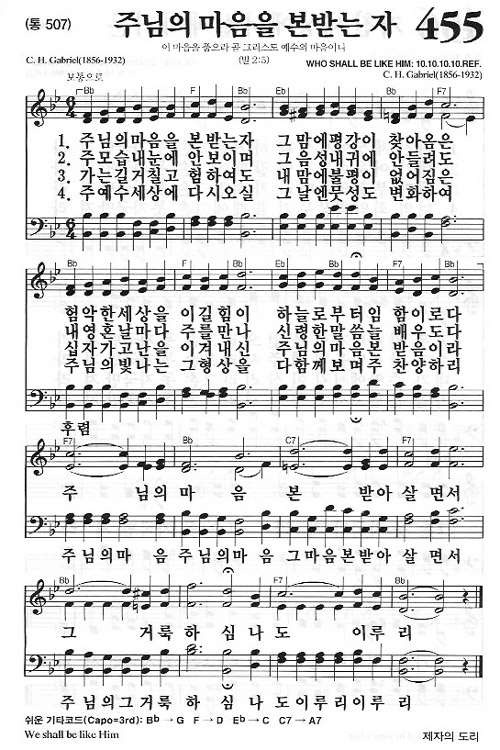 (통 507)
주님의 마음을 본받는 자
455
이 마음을 품으라 곧 그리스도 예수의 마음이니
(빌 2:5)
C. H. Gabriel(1856-1932)
WHO SHALL BE LIKE HIM: 10.10.10.10.REF.
C. H. Gabriel(1856-1932)
보통으로
Bb F Bb Eb Bb F7
1. 주님의마음을 본받는자 그맘에평강이 찾아옴은
2. 주모습내눈에 안보이며 그음성내귀에 안들려도
3. 가는길거칠고 험하여도 내맘에불평이 없어짐은
4. 주예수세상에 다시오실 그날엔뭇성도 변화하여
Bb F Bb Eb Bb F7 Bb
험악한세상을 이길힘이 하늘로부터임 함이로다
내영혼날마다 주를만나 신령한말씀늘 배우도다
십자가고난을 이겨내신 주님의마음본 받음이라
주님의빛나는 그형상을 다함께보며주 찬양하리
후렴
F7 Bb C7 F7
주 님의마 음 본 받아 살 면서
주님의마 음 주님의마 음 그마음본받아 살 면서
Bb F7 Bb
그 거룩하 심나도 이루리
주님의그거룩하 심 나 도이루리이루리
쉬운 기타코드(Capo=3rd): Bb → G F → D Eb → C C7 → A7
We shall be like Him
제자의 도리